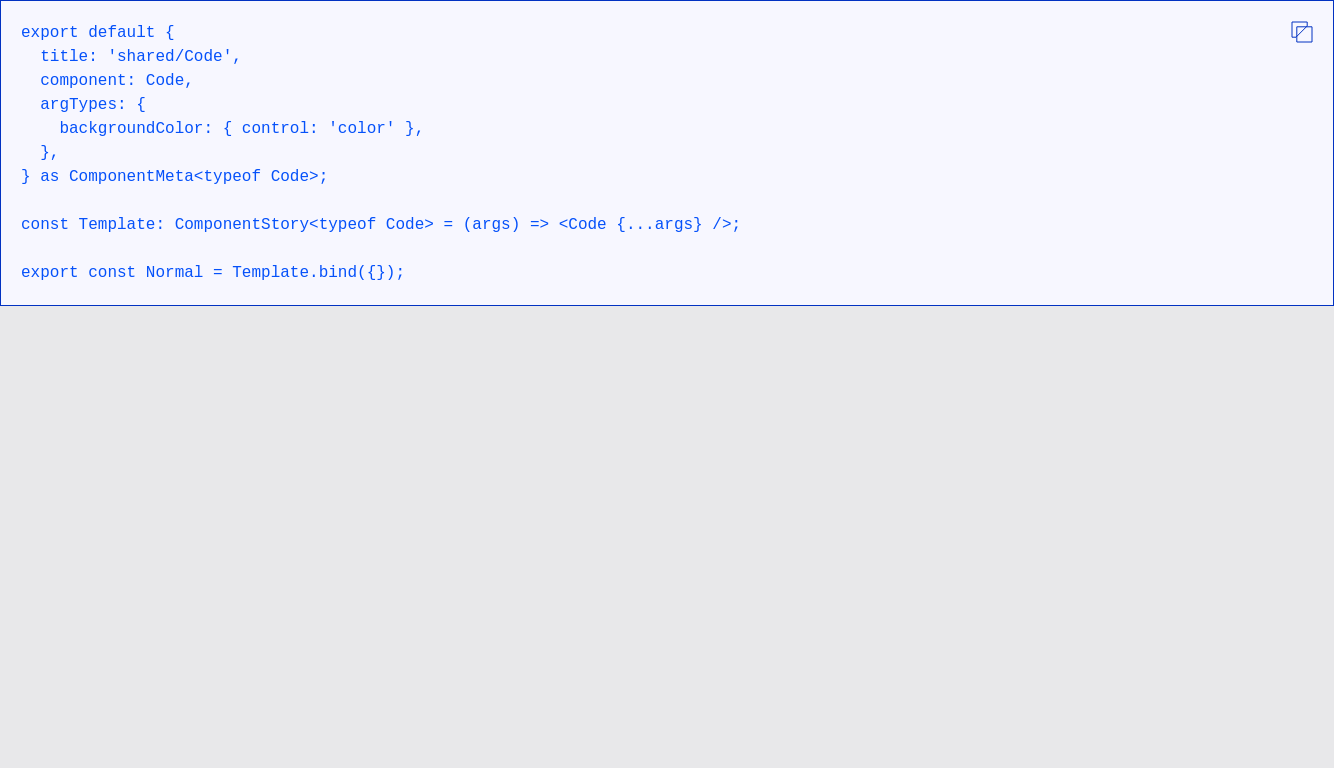 export default {
  title: 'shared/Code',
  component: Code,
  argTypes: {
    backgroundColor: { control: 'color' },
  },
} as ComponentMeta<typeof Code>;

const Template: ComponentStory<typeof Code> = (args) => <Code {...args} />;

export const Normal = Template.bind({});